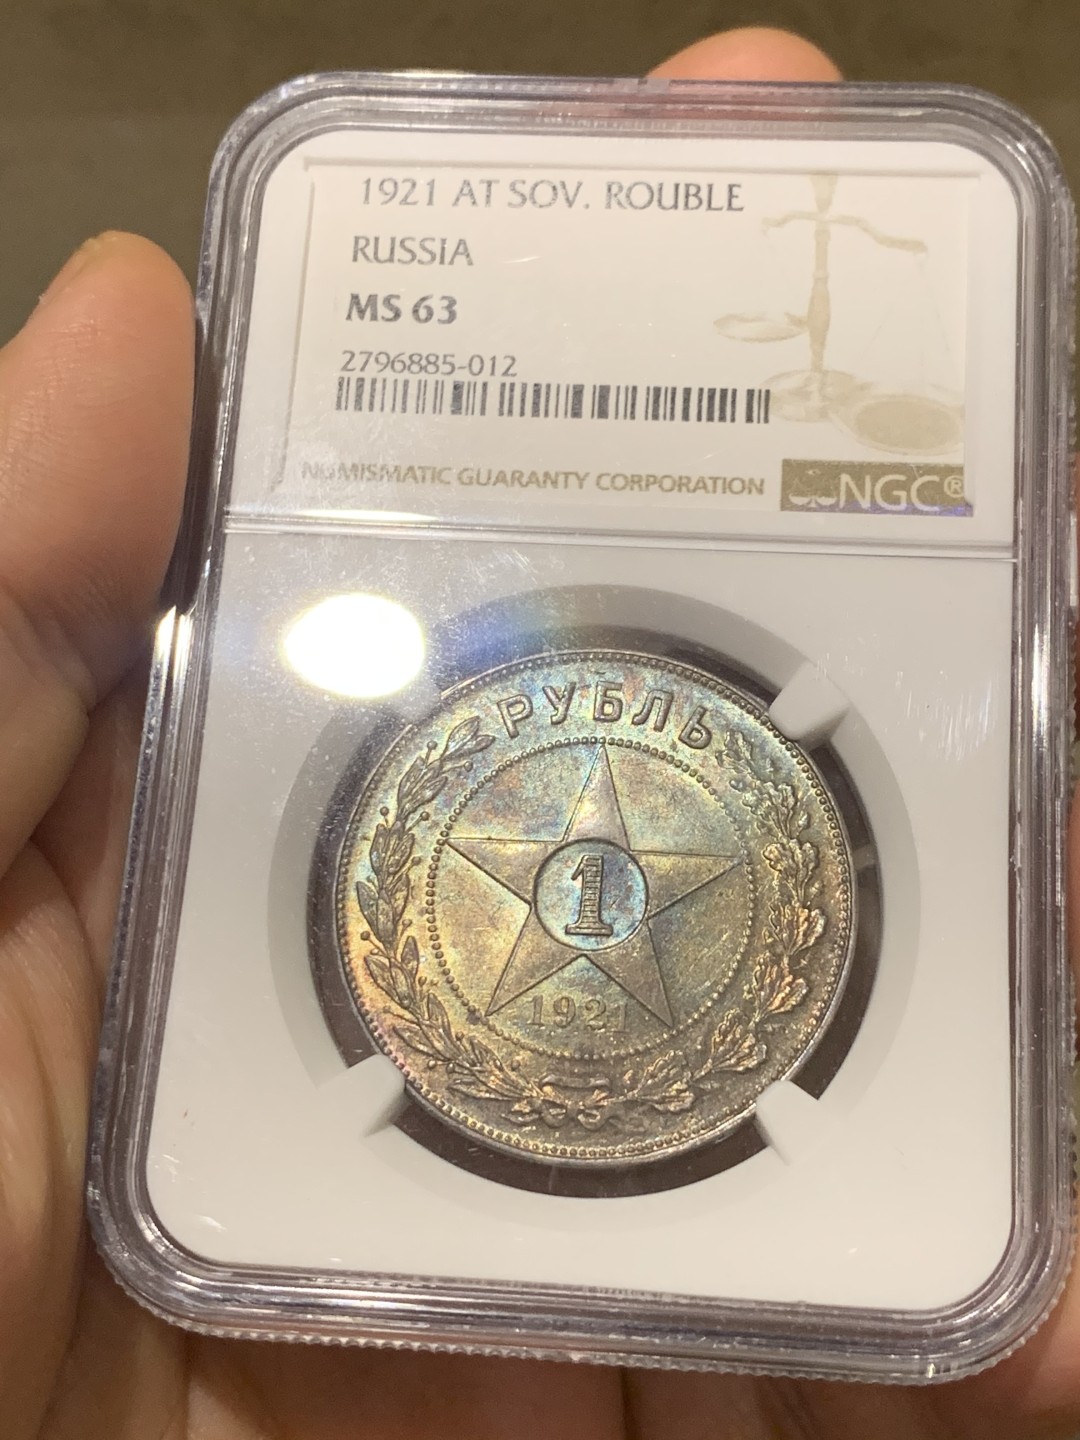 1921 AT SOV. ROUBLE
RUSSIA
MS 63
2796885-012
NUMISMATIC GUARANTY CORPORATION
NGC®
РУБЛЬ
1
1921